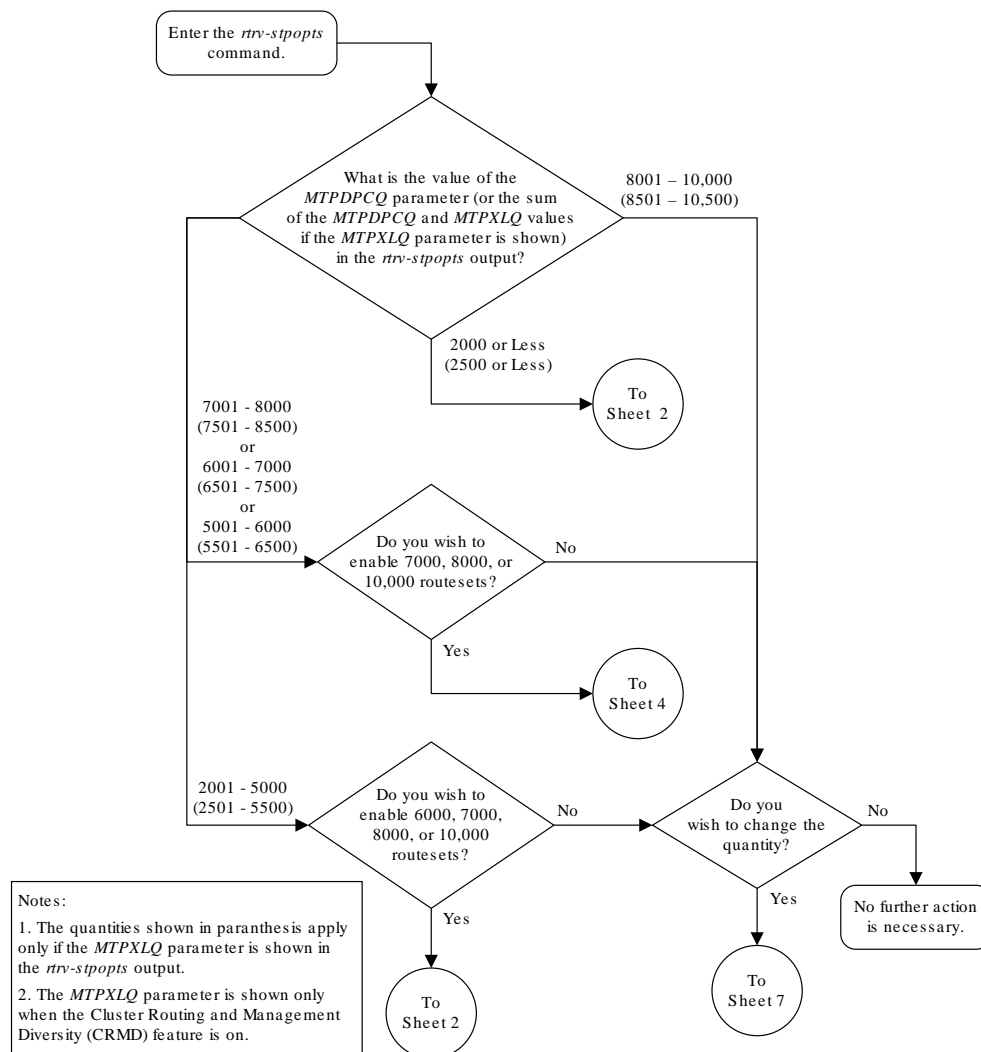 Enter the rtrv-stpopts
command.
What is the value of the
MTPDPCQ parameter (or the sum
of the MTPDPCQ and MTPXLQ values
if the MTPXLQ parameter is shown)
in the rtrv-stpopts output?
8001 – 10,000
(8501 – 10,500)
2000 or Less
(2500 or Less)
To
Sheet 2
7001 - 8000
(7501 - 8500)
or
6001 - 7000
(6501 - 7500)
or
5001 - 6000
(5501 - 6500)
Do you wish to
enable 7000, 8000, or
10,000 routesets?
No
Yes
To
Sheet 4
2001 - 5000
(2501 - 5500)
Do you wish to
enable 6000, 7000,
8000, or 10,000
routesets?
No
Yes
To
Sheet 2
Do you
wish to change the
quantity?
No
Yes
No further action
is necessary.
To
Sheet 7
Notes:
1. The quantities shown in paranthesis apply
only if the MTPXLQ parameter is shown in
the rtrv-stpopts output.
2. The MTPXLQ parameter is shown only
when the Cluster Routing and Management
Diversity (CRMD) feature is on.